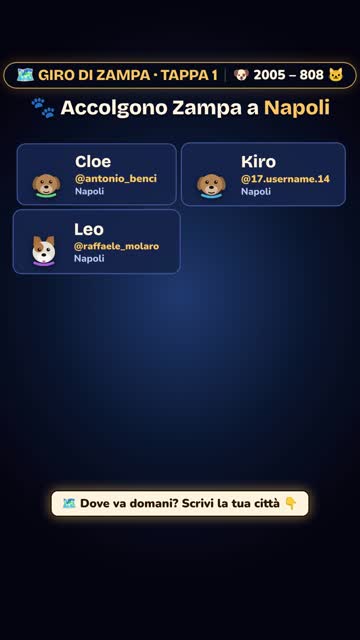 🗺️ GIRO DI ZAMPA • TAPPA 1 | 🐶 2005 – 808 🐱
🐾 Accolgono Zampa a Napoli
Cloe
@antonio_benci
Napoli
Kiro
@17.username.14
Napoli
Leo
@raffaele_molaro
Napoli
🗺️ Dove va domani? Scrivi la tua città 👇